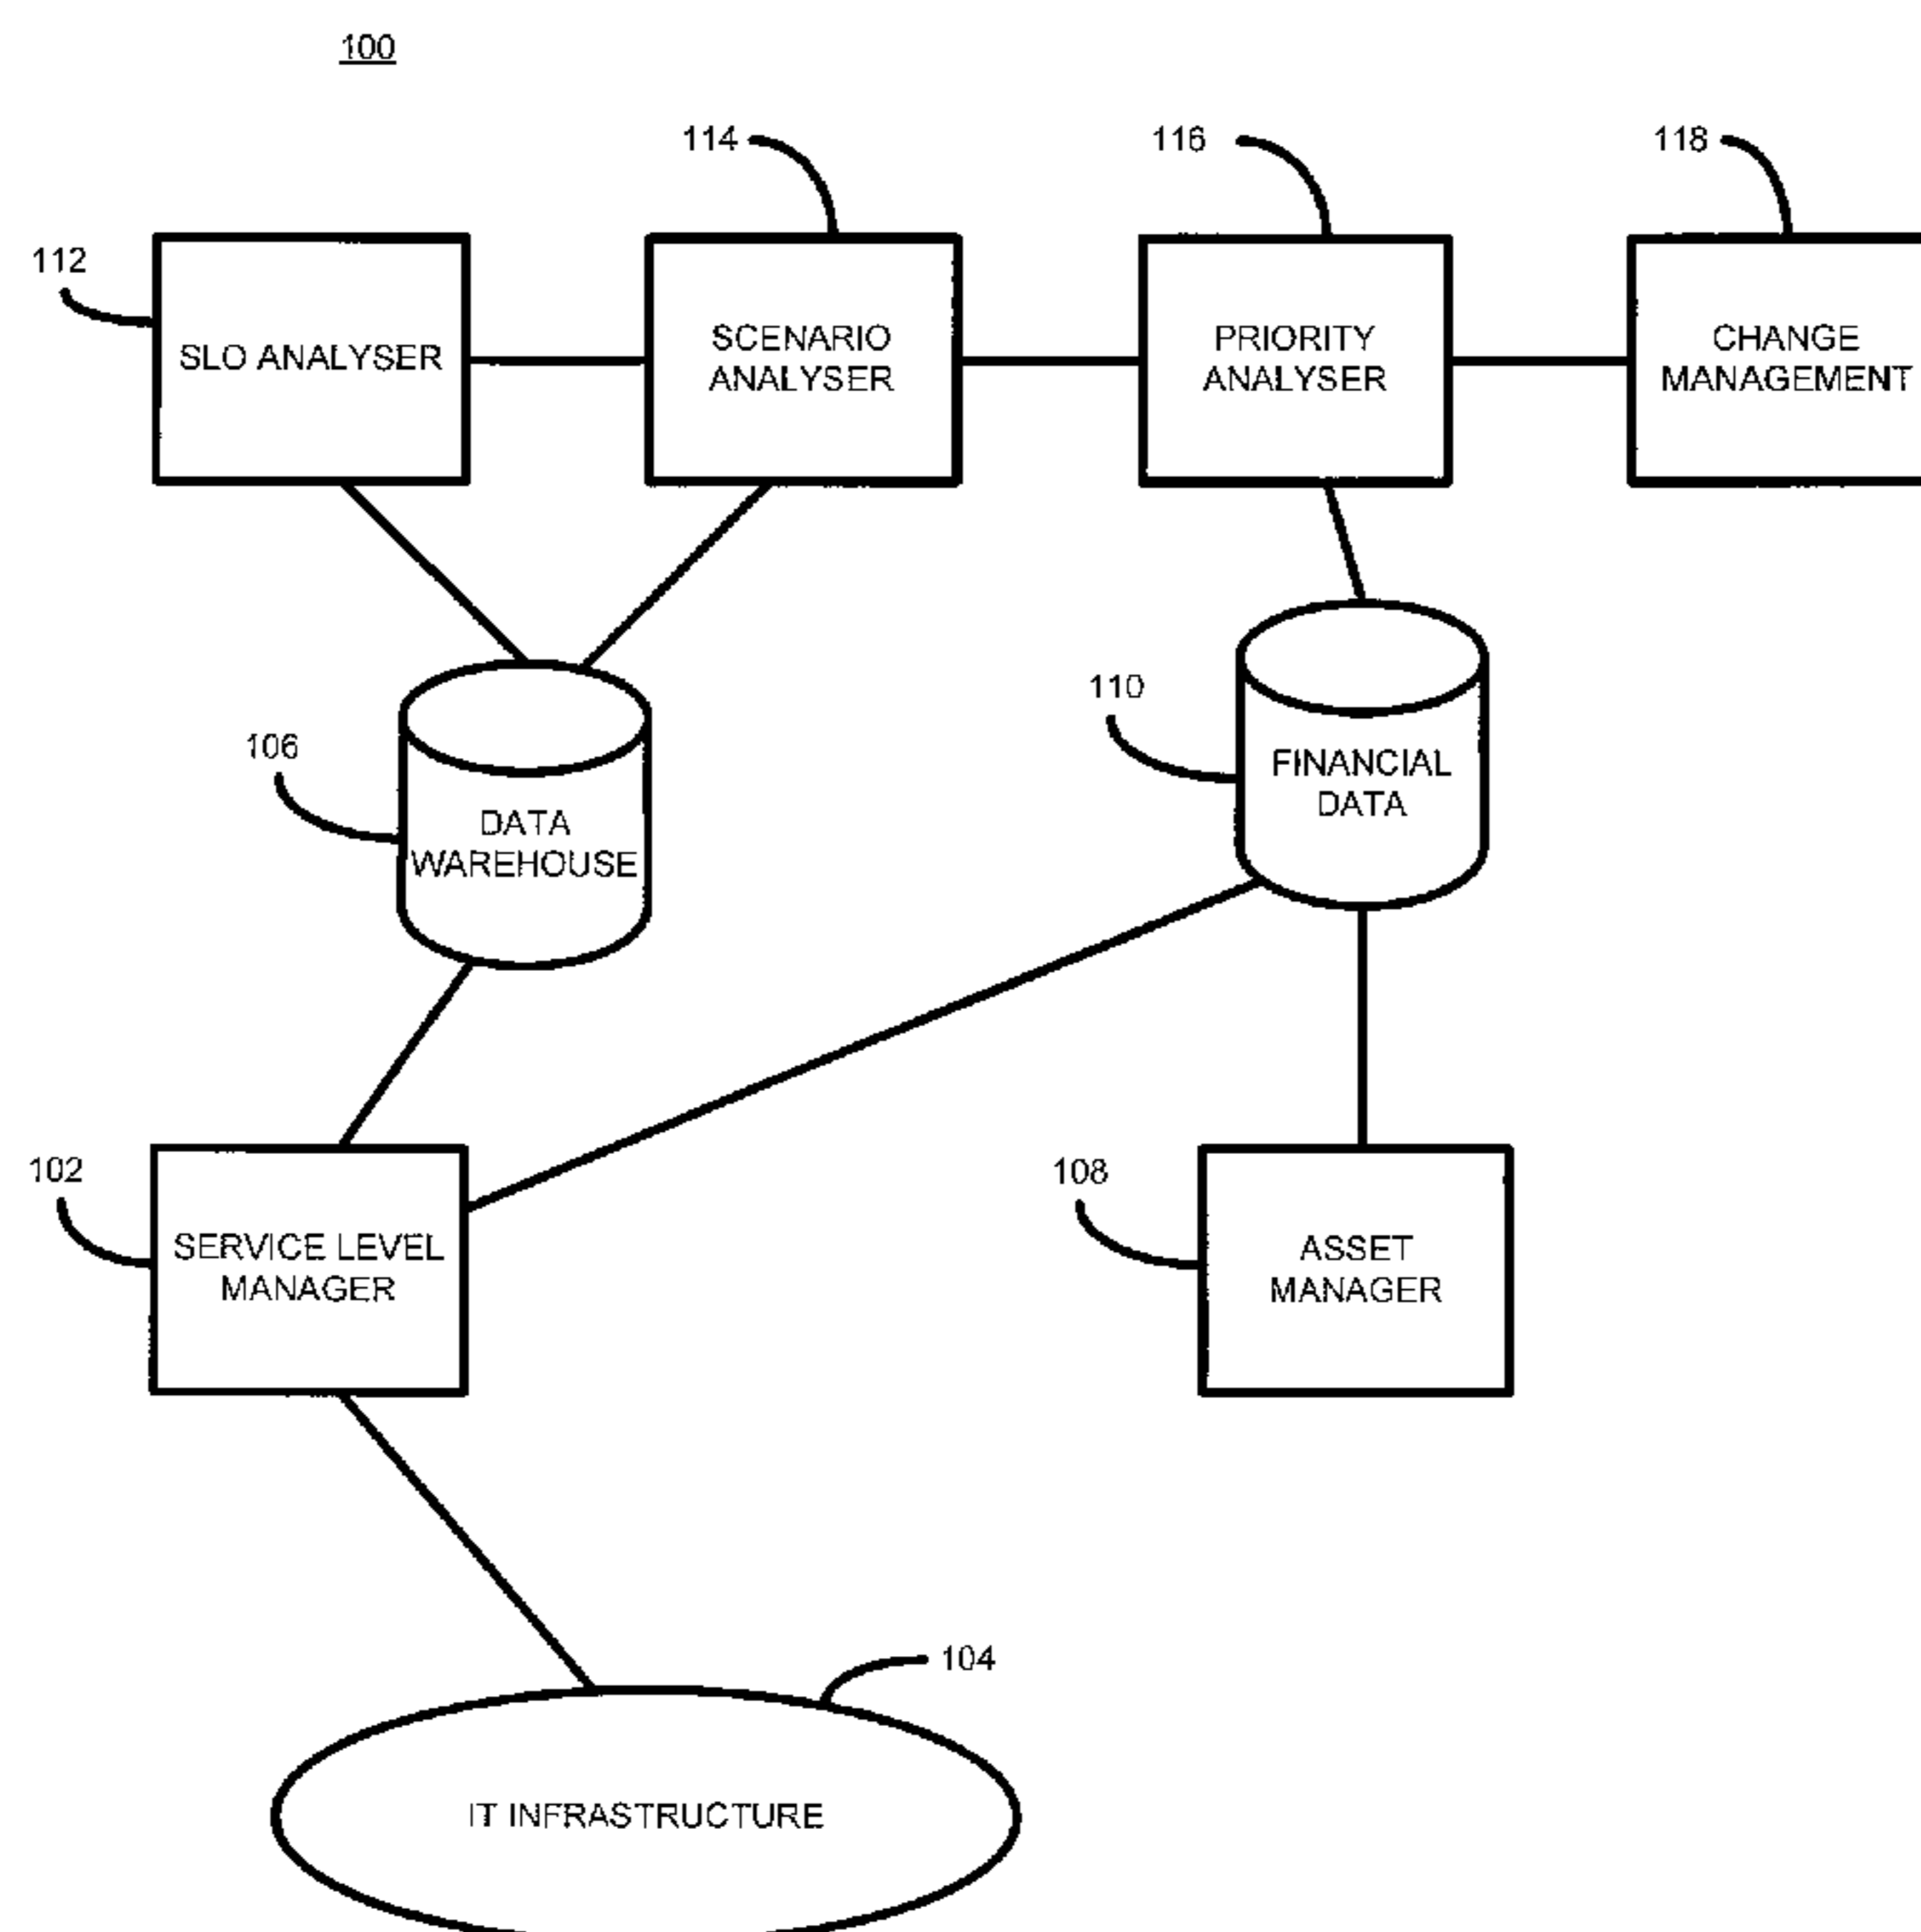 100
114
116
118
112
SLO ANALYSER
SCENARIO
ANALYSER
PRIORITY
ANALYSER
CHANGE
MANAGEMENT
110
106
FINANCIAL
DATA
DATA
WAREHOUSE
102
108
SERVICE LEVEL
MANAGER
ASSET
MANAGER
104
IT INFRASTRUCTURE